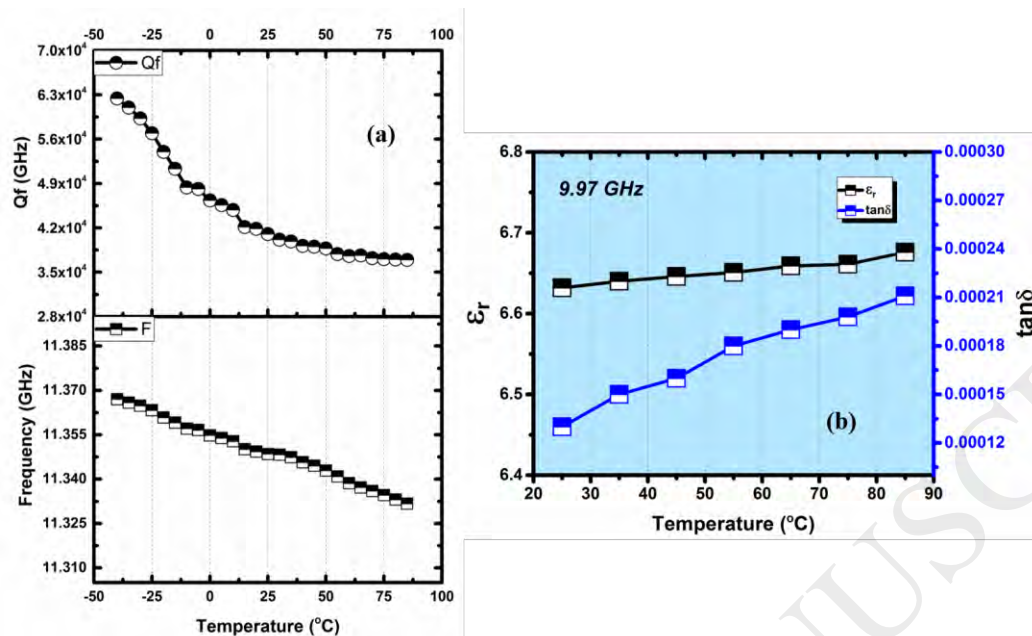 -50 -25 0 25 50 75 100
7.0x10⁴
Qf
6.3x10⁴
(a)
5.6x10⁴
4.9x10⁴
4.2x10⁴
3.5x10⁴
2.8x10⁴
Qf (GHz)
F
11.385
11.370
11.355
11.340
11.325
11.310
Frequency (GHz)
-50 -25 0 25 50 75 100
Temperature (°C)
6.8
6.7
6.6
6.5
6.4
εr
9.97 GHz
εr
tanδ
(b)
0.00030
0.00027
0.00024
0.00021
0.00018
0.00015
0.00012
tanδ
20 30 40 50 60 70 80 90
Temperature (°C)